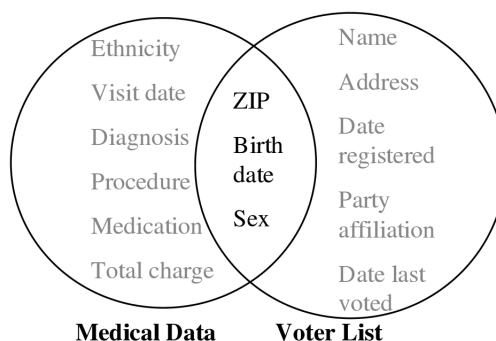 Ethnicity
Visit date
Diagnosis
Procedure
Medication
Total charge
ZIP
Birth
date
Sex
Name
Address
Date
registered
Party
affiliation
Date last
voted
Medical Data
Voter List